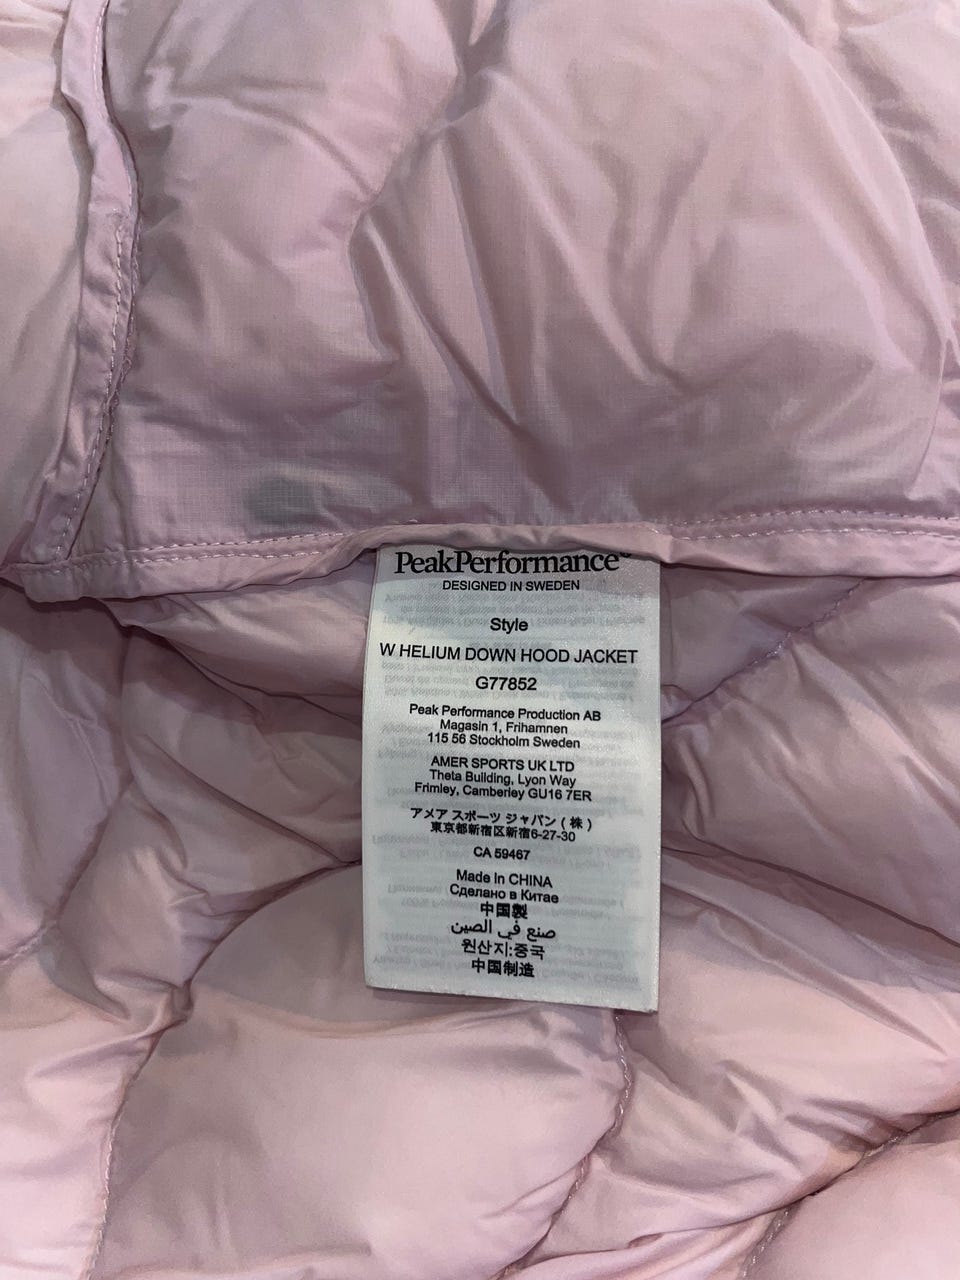 PeakPerformance®
DESIGNED IN SWEDEN
Style
W HELIUM DOWN HOOD JACKET
G77852
Peak Performance Production AB
Magasin 1, Frihamnen
115 56 Stockholm Sweden
AMER SPORTS UK LTD
Theta Building, Lyon Way
Frimley, Camberley GU16 7ER
アメア スポーツ ジャパン ( 株 )
東京都新宿区新宿6-27-30
CA 59467
Made in CHINA
Сделано в Китае
中国製
صنع في الصين
원산지:중국
中国制造